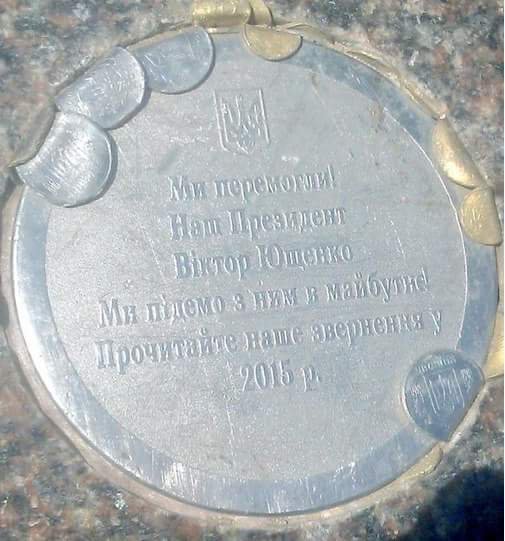 Ми перемогли!
Наш Президент
Віктор Ющенко
Ми підемо з ним в майбутнє!
Прочитайте наше звернення у
2015 р.